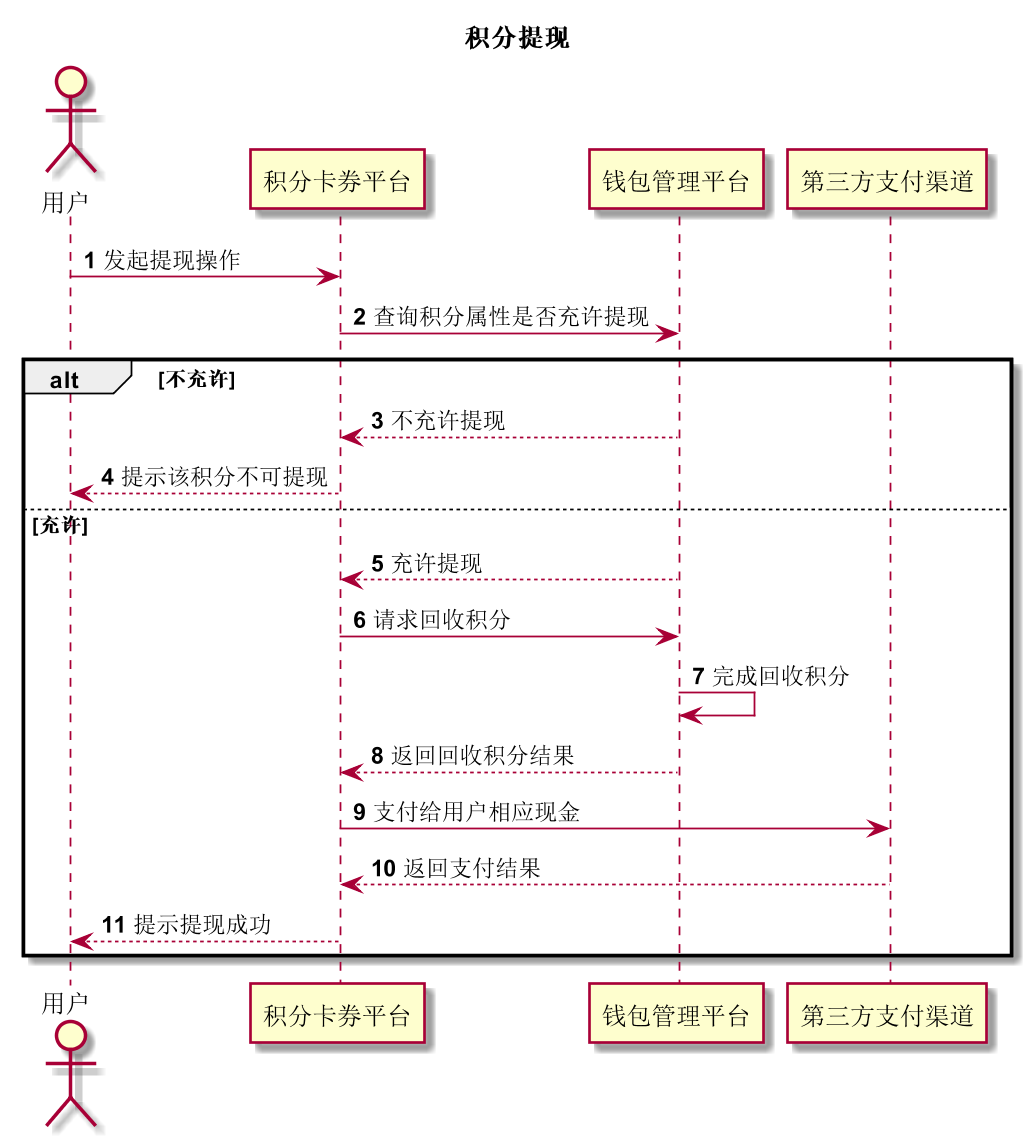 积分提现
用户
积分卡券平台
钱包管理平台
第三方支付渠道
1 发起提现操作
2 查询积分属性是否充许提现
alt [不充许]
3 不充许提现
4 提示该积分不可提现
[充许]
5 充许提现
6 请求回收积分
7 完成回收积分
8 返回回收积分结果
9 支付给用户相应现金
10 返回支付结果
11 提示提现成功
用户
积分卡券平台
钱包管理平台
第三方支付渠道